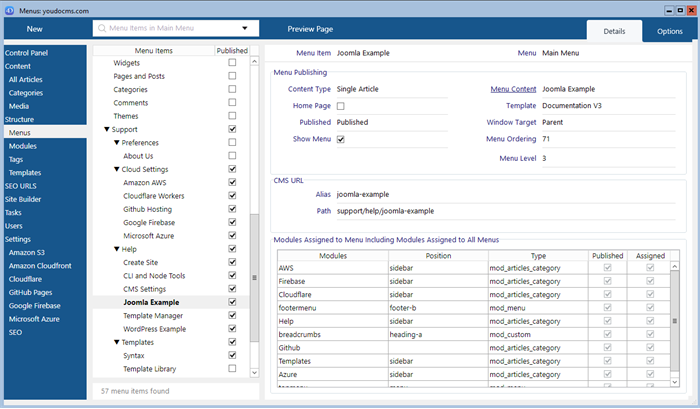 Menus: youdocms.com
New
Menu Items in Main Menu
Preview Page
Details
Options
Control Panel
Content
All Articles
Categories
Media
Structure
Menus
Modules
Tags
Templates
SEO URLS
Site Builder
Tasks
Users
Settings
Amazon S3
Amazon Cloudfront
Cloudflare
GitHub Pages
Google Firebase
Microsoft Azure
SEO
Menu Items Published
Widgets
Pages and Posts
Categories
Comments
Themes
Support
Preferences
About Us
Cloud Settings
Amazon AWS
Cloudflare Workers
Github Hosting
Google Firebase
Microsoft Azure
Help
Create Site
CLI and Node Tools
CMS Settings
Joomla Example
Template Manager
WordPress Example
Templates
Syntax
Template Library
57 menu items found
Menu Item Joomla Example Menu Main Menu
Menu Publishing
Content Type Single Article Menu Content Joomla Example
Home Page Template Documentation V3
Published Published Window Target Parent
Show Menu Menu Ordering 71
Menu Level 3
CMS URL
Alias joomla-example
Path support/help/joomla-example
Modules Assigned to Menu Including Modules Assigned to All Menus
Modules Position Type Published Assigned
AWS sidebar mod_articles_category
Firebase sidebar mod_articles_category
Cloudflare sidebar mod_articles_category
footermenu footer-b mod_menu
Help sidebar mod_articles_category
breadcrumbs heading-a mod_custom
Github mod_articles_category
Templates sidebar mod_articles_category
Azure sidebar mod_articles_category